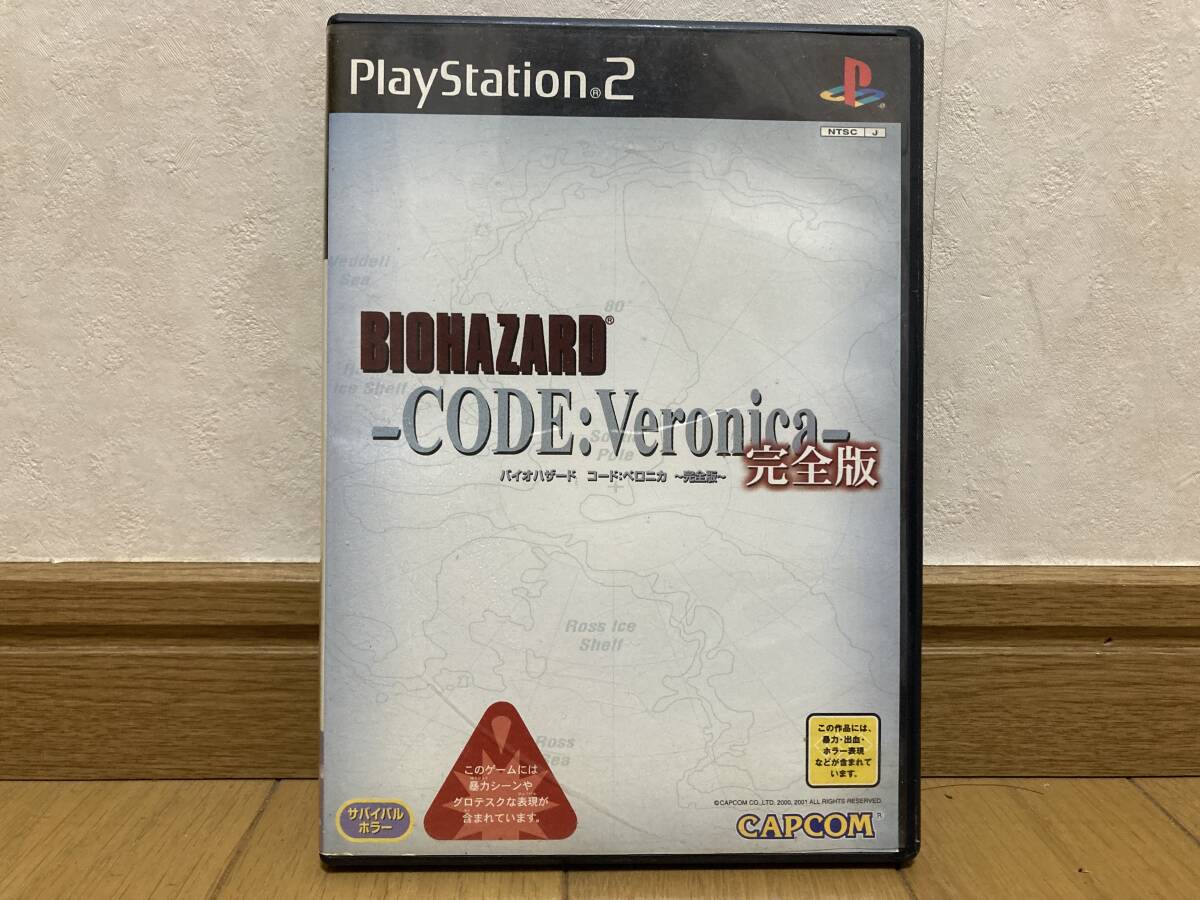 PlayStation®2
NTSC J
Weddell
Sea
80°
BIOHAZARD®
Ice Shelf
-CODE:Veronica-
完全版
Pole
バイオハザード コード:ベロニカ ~完全版~
Ross Ice
Shelf
Ross
Sea
このゲームには
暴力シーンや
グロテスクな表現が
含まれています。
この作品には、
暴力・出血・
ホラー表現
などが含まれて
います。
サバイバル
ホラー
©CAPCOM CO.,LTD. 2000, 2001 ALL RIGHTS RESERVED.
CAPCOM®